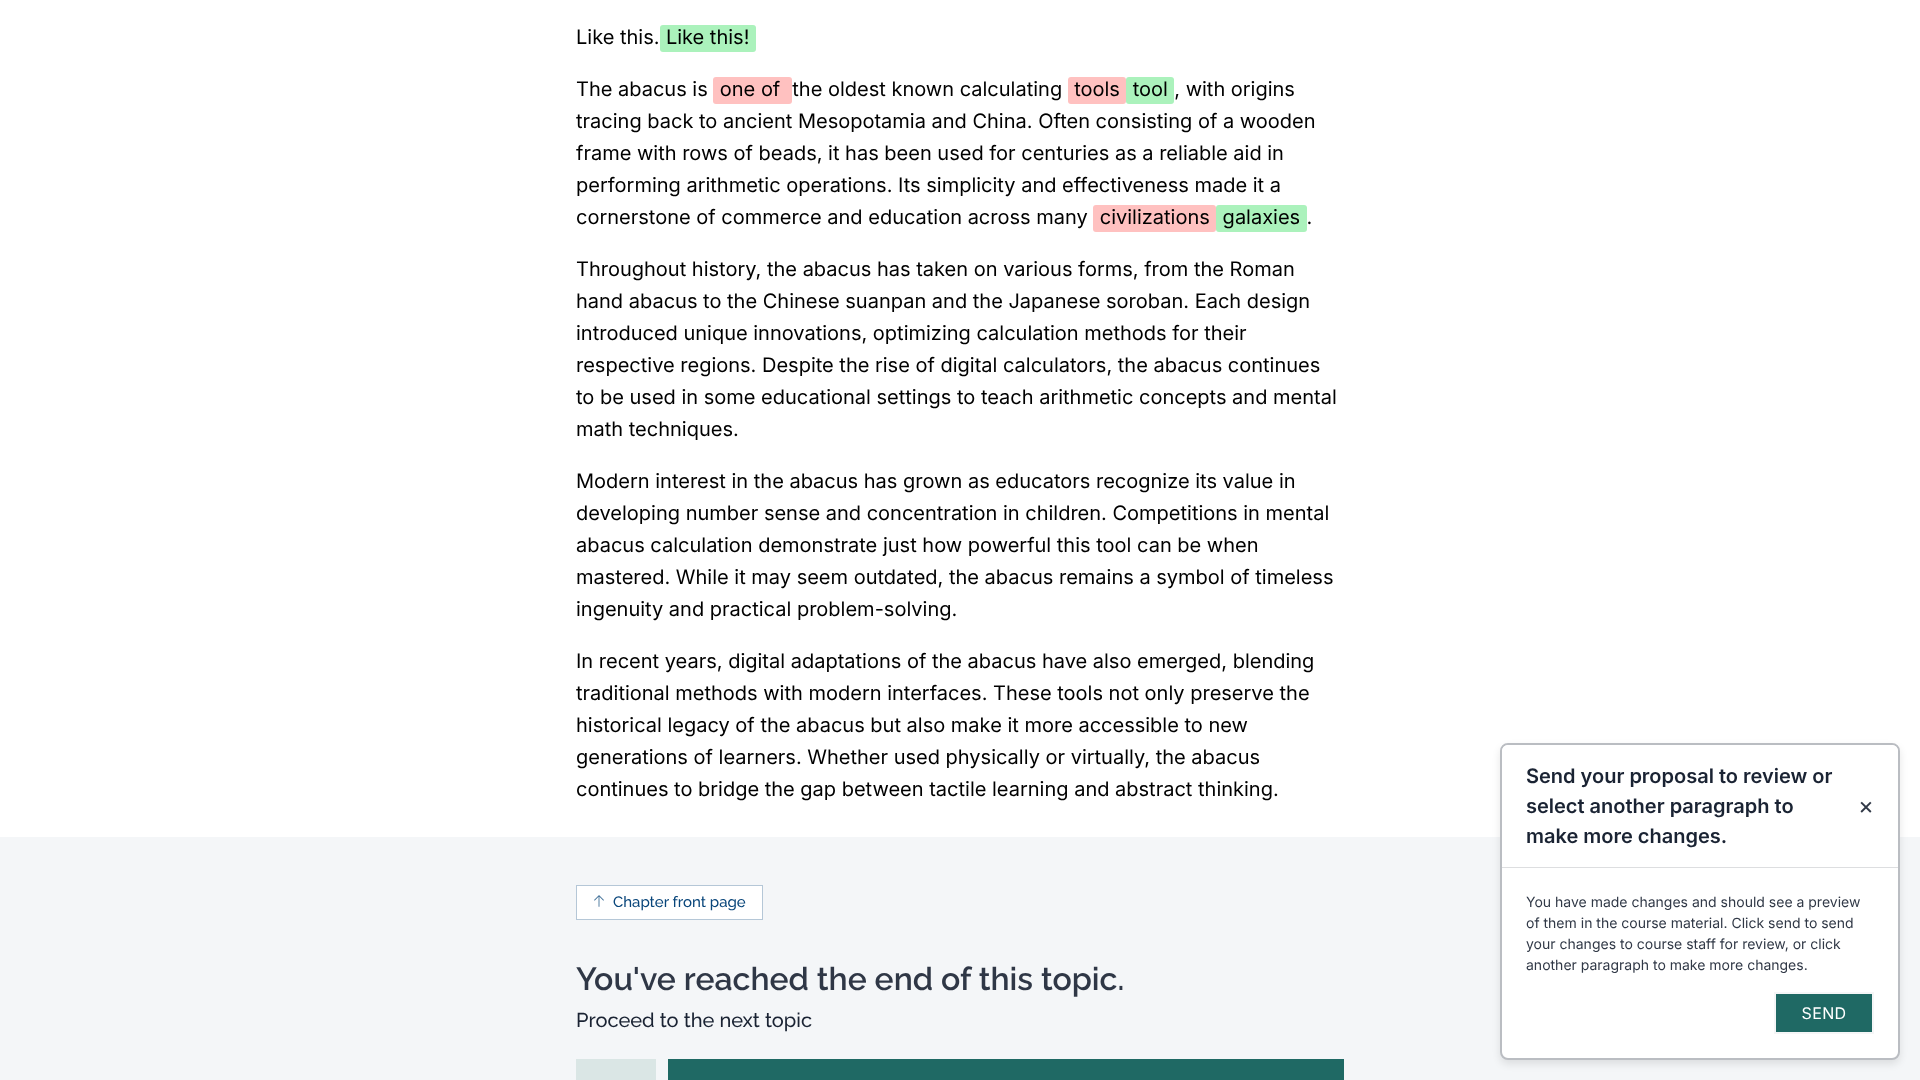 Like this. Like this!
The abacus is one of the oldest known calculating tools tool , with origins
tracing back to ancient Mesopotamia and China. Often consisting of a wooden
frame with rows of beads, it has been used for centuries as a reliable aid in
performing arithmetic operations. Its simplicity and effectiveness made it a
cornerstone of commerce and education across many civilizations galaxies .
Throughout history, the abacus has taken on various forms, from the Roman
hand abacus to the Chinese suanpan and the Japanese soroban. Each design
introduced unique innovations, optimizing calculation methods for their
respective regions. Despite the rise of digital calculators, the abacus continues
to be used in some educational settings to teach arithmetic concepts and mental
math techniques.
Modern interest in the abacus has grown as educators recognize its value in
developing number sense and concentration in children. Competitions in mental
abacus calculation demonstrate just how powerful this tool can be when
mastered. While it may seem outdated, the abacus remains a symbol of timeless
ingenuity and practical problem-solving.
In recent years, digital adaptations of the abacus have also emerged, blending
traditional methods with modern interfaces. These tools not only preserve the
historical legacy of the abacus but also make it more accessible to new
generations of learners. Whether used physically or virtually, the abacus
continues to bridge the gap between tactile learning and abstract thinking.
Chapter front page
You've reached the end of this topic.
Proceed to the next topic
Send your proposal to review or
select another paragraph to
make more changes.
You have made changes and should see a preview
of them in the course material. Click send to send
your changes to course staff for review, or click
another paragraph to make more changes.
SEND